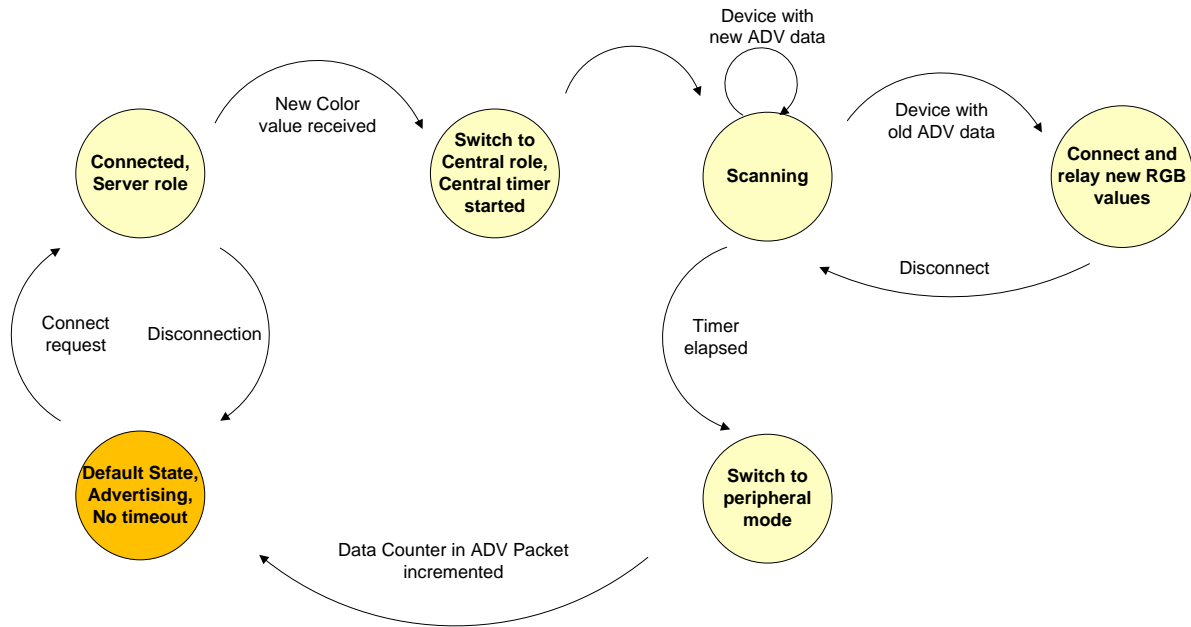 Device with
new ADV data
New Color
value received
Device with
old ADV data
Connected,
Server role
Switch to
Central role,
Central timer
started
Scanning
Connect and
relay new RGB
values
Disconnect
Connect
request
Disconnection
Timer
elapsed
Default State,
Advertising,
No timeout
Switch to
peripheral
mode
Data Counter in ADV Packet
incremented